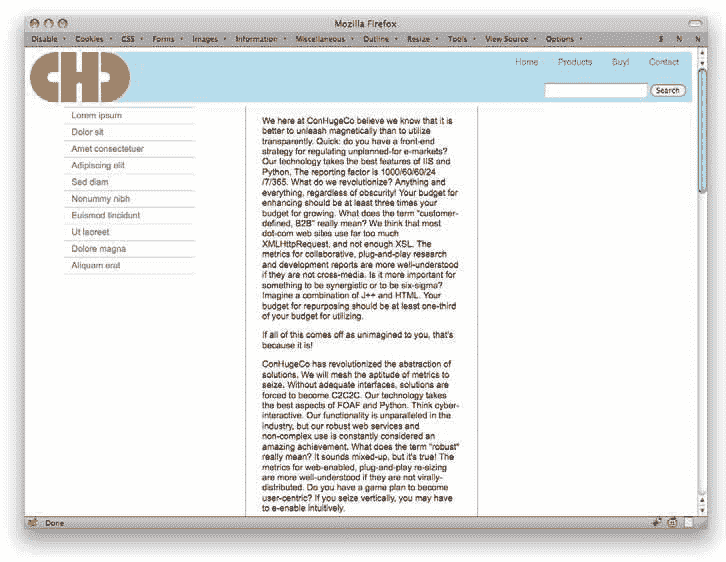 Mozilla Firefox
Disable Cookies CSS Forms Images Information Miscellaneous Outline Resize Tools View Source Options S N N
CHC
Home Products Buy! Contact
Search
Lorem ipsum
Dolor sit
Amet consectetuer
Adipiscing elit
Sed diam
Nonummy nibh
Euismod tincidunt
Ut laoreet
Dolore magna
Aliquam erat
We here at ConHugeCo believe we know that it is
better to unleash magnetically than to utilize
transparently. Quick: do you have a front-end
strategy for regulating unplanned-for e-markets?
Our technology takes the best features of IIS and
Python. The reporting factor is 1000/60/60/24
/7/365. What do we revolutionize? Anything and
everything, regardless of obscurity! Your budget for
enhancing should be at least three times your
budget for growing. What does the term "customer-
defined, B2B" really mean? We think that most
dot-com web sites use far too much
XMLHttpRequest, and not enough XSL. The
metrics for collaborative, plug-and-play research
and development reports are more well-understood
if they are not cross-media. Is it more important for
something to be synergistic or to be six-sigma?
Imagine a combination of J++ and HTML. Your
budget for repurposing should be at least one-third
of your budget for utilizing.
If all of this comes off as unimagined to you, that's
because it is!
ConHugeCo has revolutionized the abstraction of
solutions. We will mesh the aptitude of metrics to
seize. Without adequate interfaces, solutions are
forced to become C2C2C. Our technology takes
the best aspects of FOAF and Python. Think cyber-
interactive. Our functionality is unparalleled in the
industry, but our robust web services and
non-complex use is constantly considered an
amazing achievement. What does the term "robust"
really mean? It sounds mixed-up, but it's true! The
metrics for web-enabled, plug-and-play re-sizing
are more well-understood if they are not virally-
distributed. Do you have a game plan to become
user-centric? If you seize vertically, you may have
to e-enable intuitively.
Done